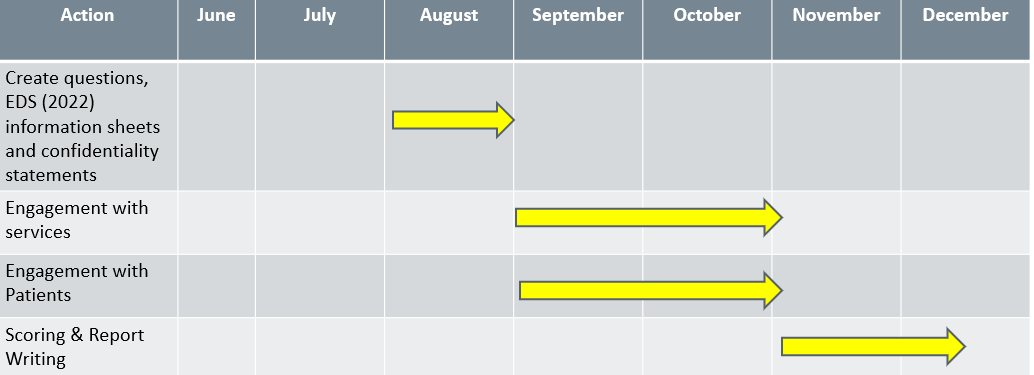 Action June July August September October November December
Create questions,
EDS (2022)
information sheets
and confidentiality
statements
Engagement with
services
Engagement with
Patients
Scoring & Report
Writing